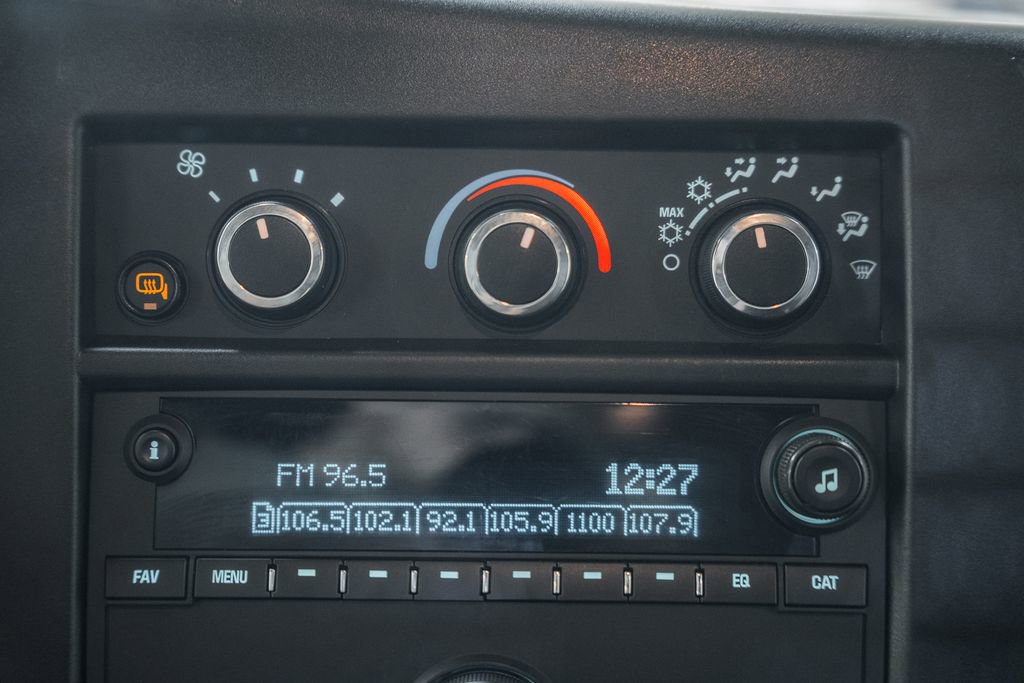 MAX
i
FM 96.5 12:27
3 106.5 102.1 92.1 105.9 1100 107.9
FAV MENU EQ CAT